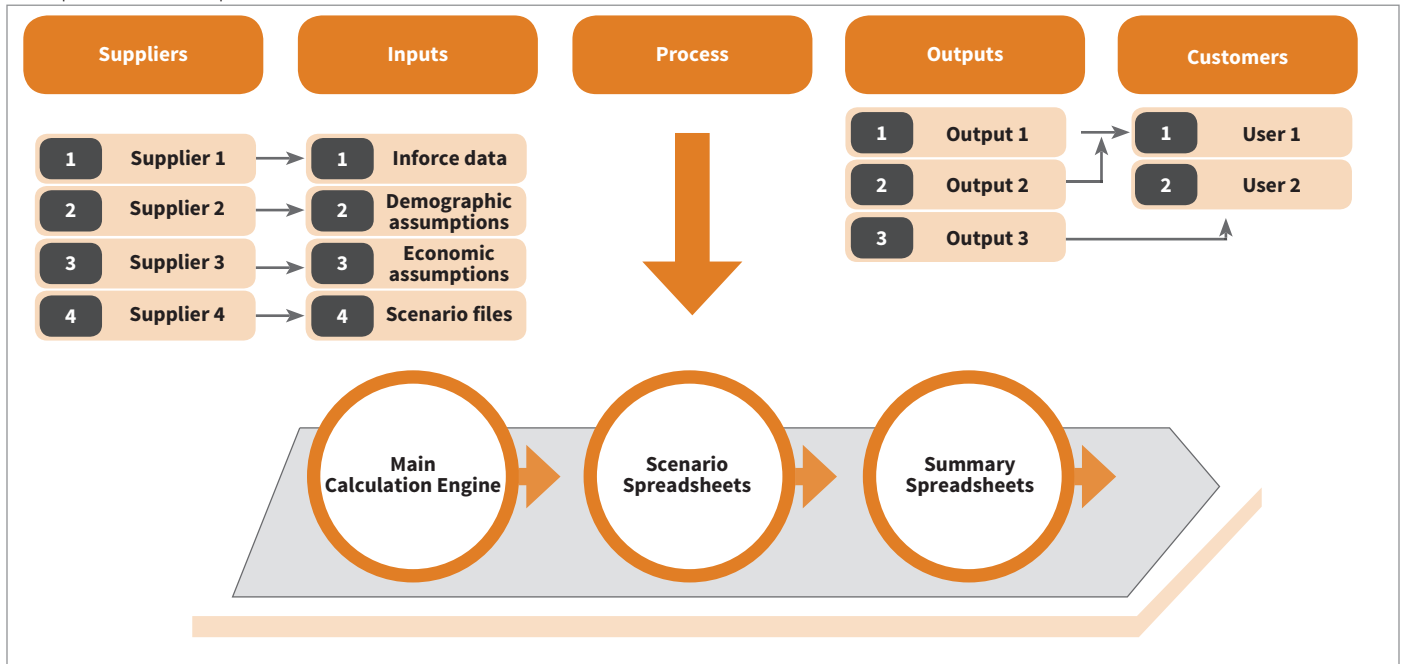 Suppliers
Inputs
Process
Outputs
Customers
1 Supplier 1
2 Supplier 2
3 Supplier 3
4 Supplier 4
1 Inforce data
2 Demographic
assumptions
3 Economic
assumptions
4 Scenario files
1 Output 1
2 Output 2
3 Output 3
1 User 1
2 User 2
Main
Calculation Engine
Scenario
Spreadsheets
Summary
Spreadsheets